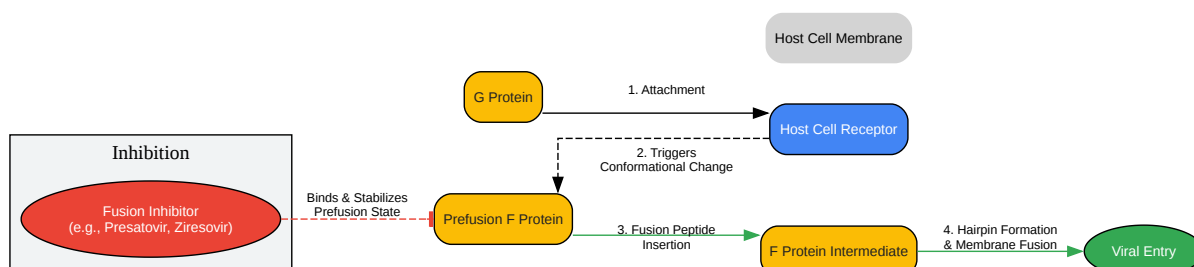 Host Cell Membrane
G Protein
1. Attachment
Host Cell Receptor
2. Triggers
Conformational Change
Inhibition
Fusion Inhibitor
(e.g., Presatovir, Ziresovir)
Binds & Stabilizes
Prefusion State
Prefusion F Protein
3. Fusion Peptide
Insertion
F Protein Intermediate
4. Hairpin Formation
& Membrane Fusion
Viral Entry